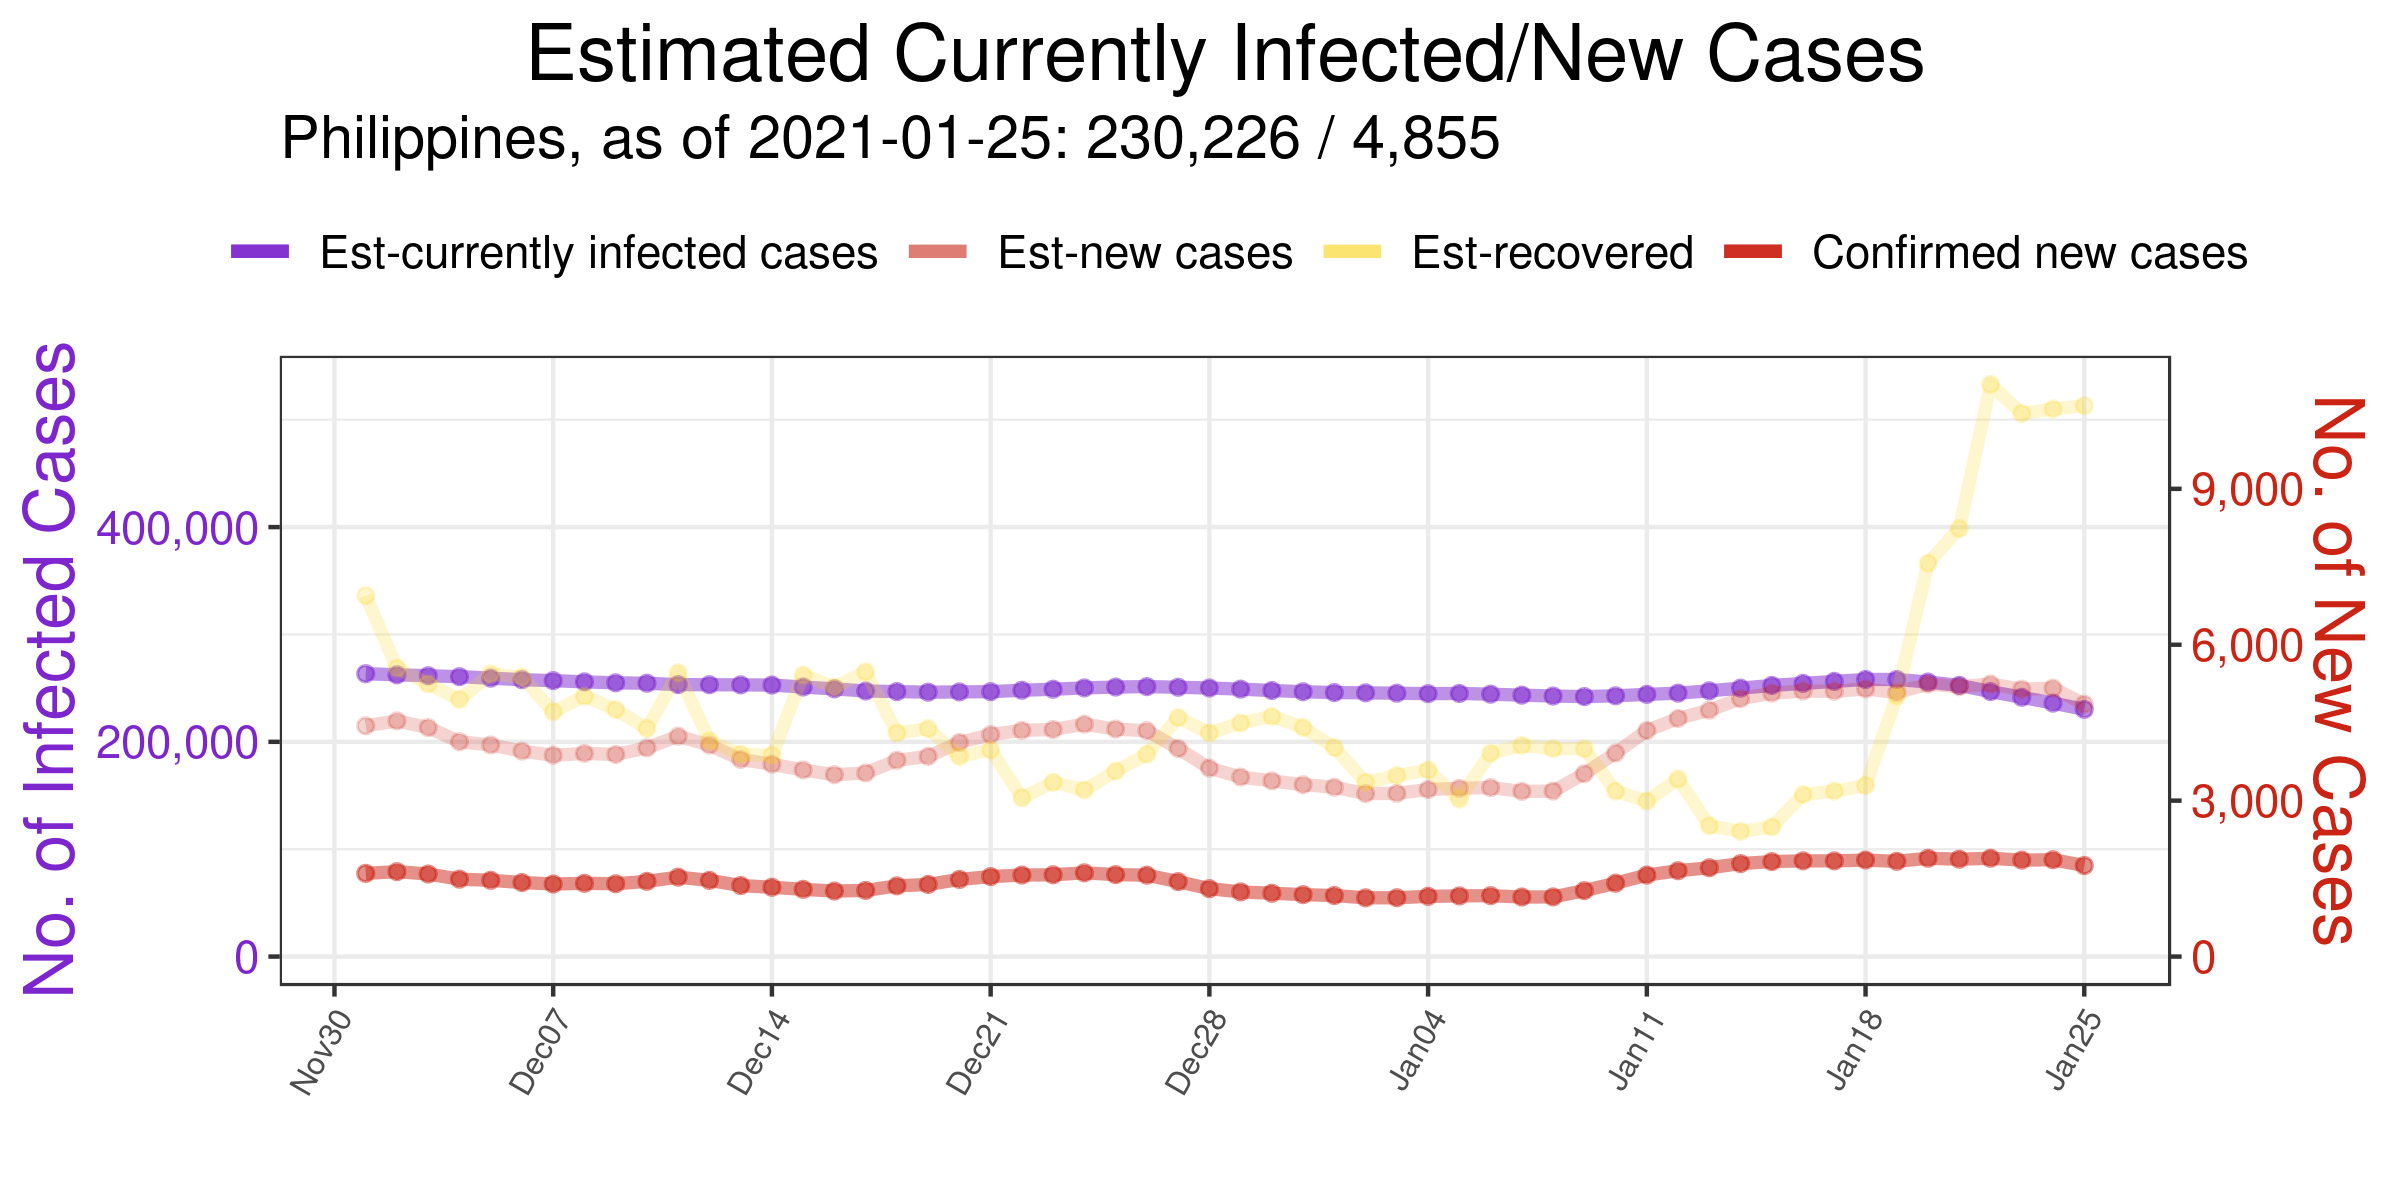 Estimated Currently Infected/New Cases
Philippines, as of 2021-01-25: 230,226 / 4,855
Est-currently infected cases Est-new cases Est-recovered Confirmed new cases
No. of Infected Cases
400,000
200,000
0
9,000
6,000
3,000
0
No. of New Cases
Nov30 Dec07 Dec14 Dec21 Dec28 Jan04 Jan11 Jan18 Jan25